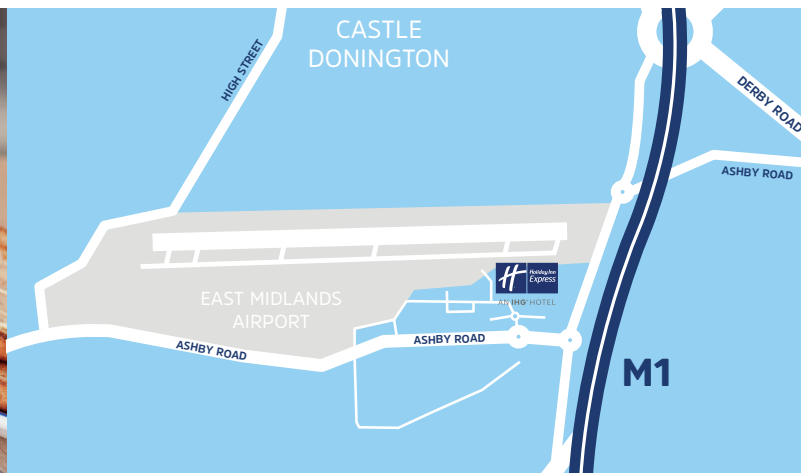 CASTLE
DONINGTON
HIGH STREET
DERBY ROAD
ASHBY ROAD
Holiday Inn
Express
AN IHG® HOTEL
EAST MIDLANDS
AIRPORT
ASHBY ROAD
ASHBY ROAD
M1